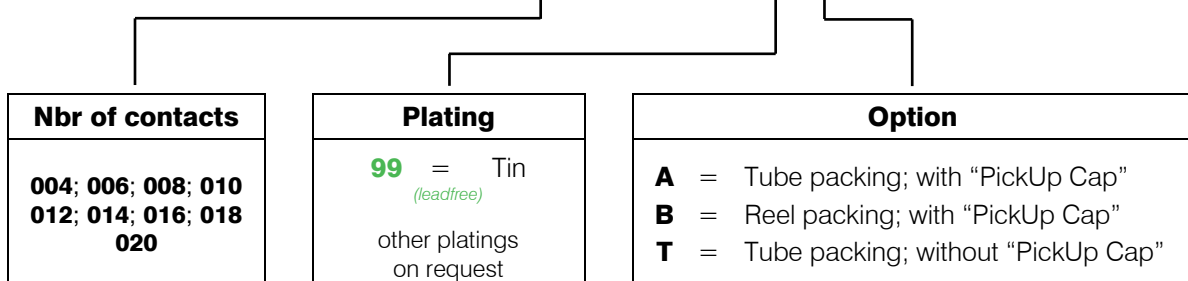 Nbr of contacts
004; 006; 008; 010
012; 014; 016; 018
020
Plating
99 = Tin
(leadfree)
other platings
on request
Option
A = Tube packing; with “PickUp Cap”
B = Reel packing; with “PickUp Cap”
T = Tube packing; without “PickUp Cap”